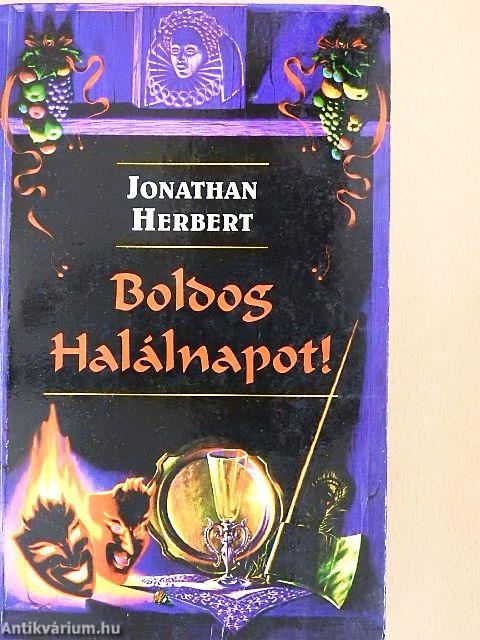 JONATHAN
HERBERT
Boldog
Halálnapot!
Antikvárium.hu